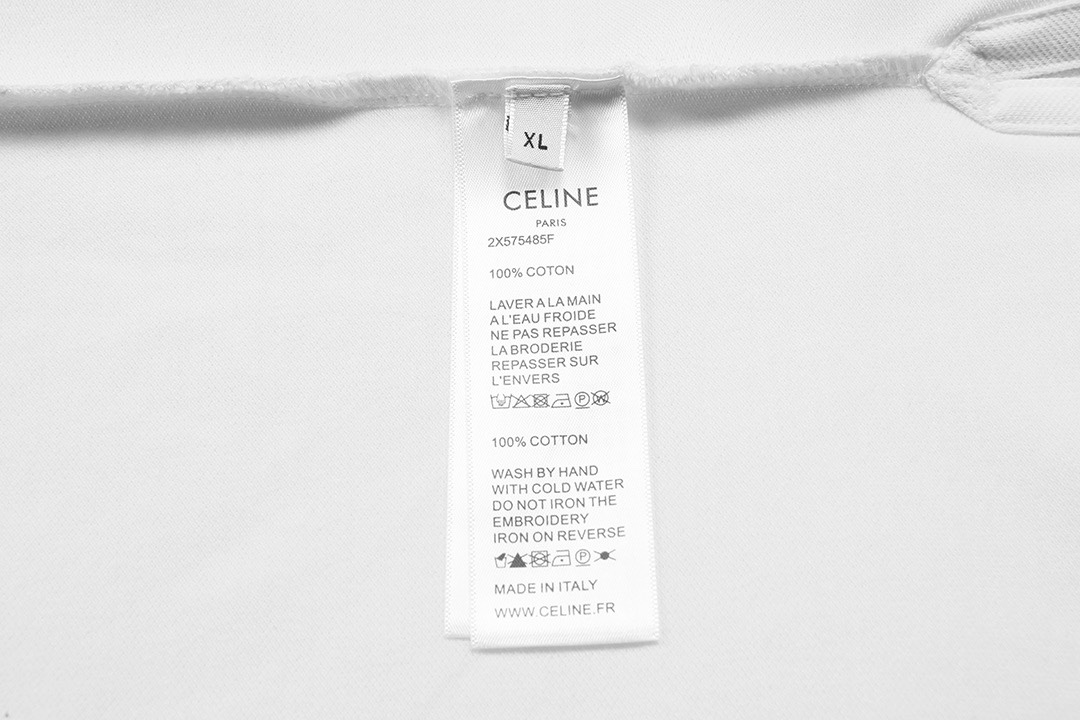 XL
CELINE
PARIS
2X575485F
100% COTON
LAVER A LA MAIN
A L'EAU FROIDE
NE PAS REPASSER
LA BRODERIE
REPASSER SUR
L'ENVERS
P W
100% COTTON
WASH BY HAND
WITH COLD WATER
DO NOT IRON THE
EMBROIDERY
IRON ON REVERSE
P
MADE IN ITALY
WWW.CELINE.FR